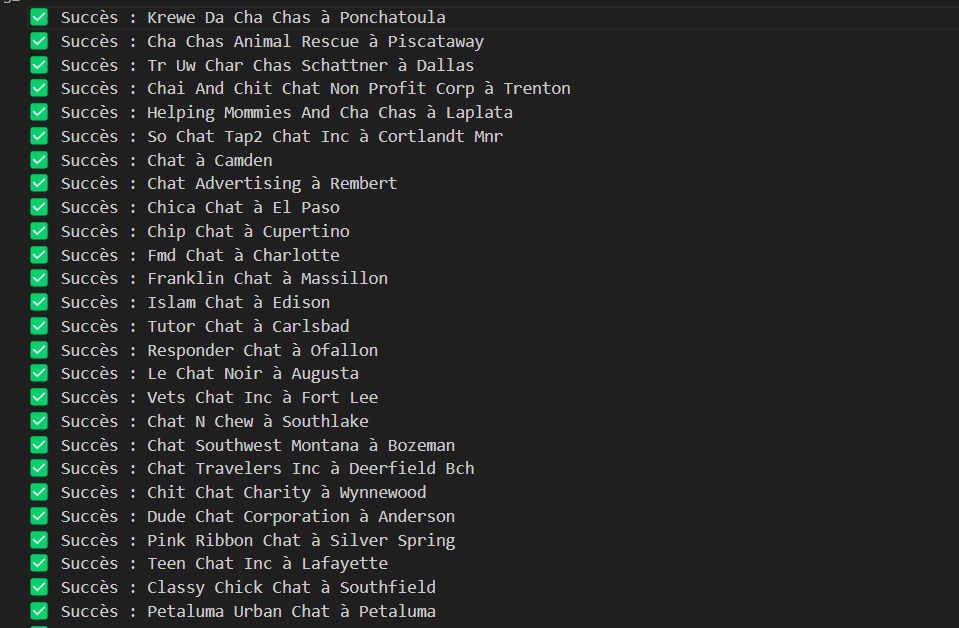 ✅ Succès : Krewe Da Cha Chas à Ponchatoula
✅ Succès : Cha Chas Animal Rescue à Piscataway
✅ Succès : Tr Uw Char Chas Schattner à Dallas
✅ Succès : Chai And Chit Chat Non Profit Corp à Trenton
✅ Succès : Helping Mommies And Cha Chas à Laplata
✅ Succès : So Chat Tap2 Chat Inc à Cortlandt Mnr
✅ Succès : Chat à Camden
✅ Succès : Chat Advertising à Rembert
✅ Succès : Chica Chat à El Paso
✅ Succès : Chip Chat à Cupertino
✅ Succès : Fmd Chat à Charlotte
✅ Succès : Franklin Chat à Massillon
✅ Succès : Islam Chat à Edison
✅ Succès : Tutor Chat à Carlsbad
✅ Succès : Responder Chat à Ofallon
✅ Succès : Le Chat Noir à Augusta
✅ Succès : Vets Chat Inc à Fort Lee
✅ Succès : Chat N Chew à Southlake
✅ Succès : Chat Southwest Montana à Bozeman
✅ Succès : Chat Travelers Inc à Deerfield Bch
✅ Succès : Chit Chat Charity à Wynnewood
✅ Succès : Dude Chat Corporation à Anderson
✅ Succès : Pink Ribbon Chat à Silver Spring
✅ Succès : Teen Chat Inc à Lafayette
✅ Succès : Classy Chick Chat à Southfield
✅ Succès : Petaluma Urban Chat à Petaluma